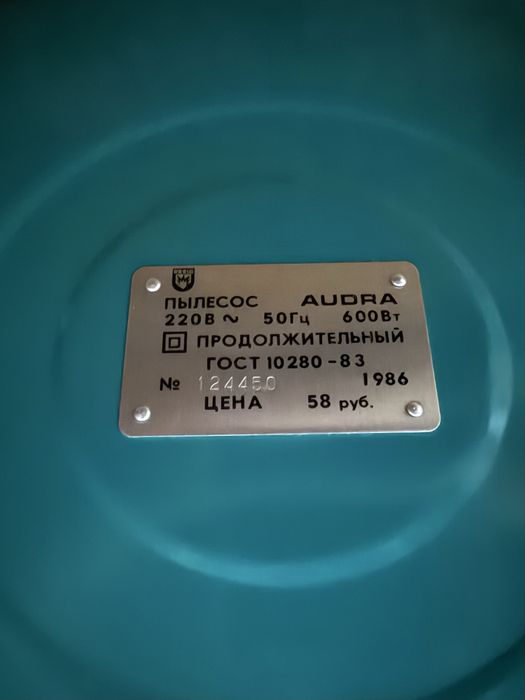 ПЫЛЕСОС AUDRA
220В ~ 50Гц 600Вт
ПРОДОЛЖИТЕЛЬНЫЙ
ГОСТ 10280-83
№ 124450 1986
ЦЕНА 58 руб.